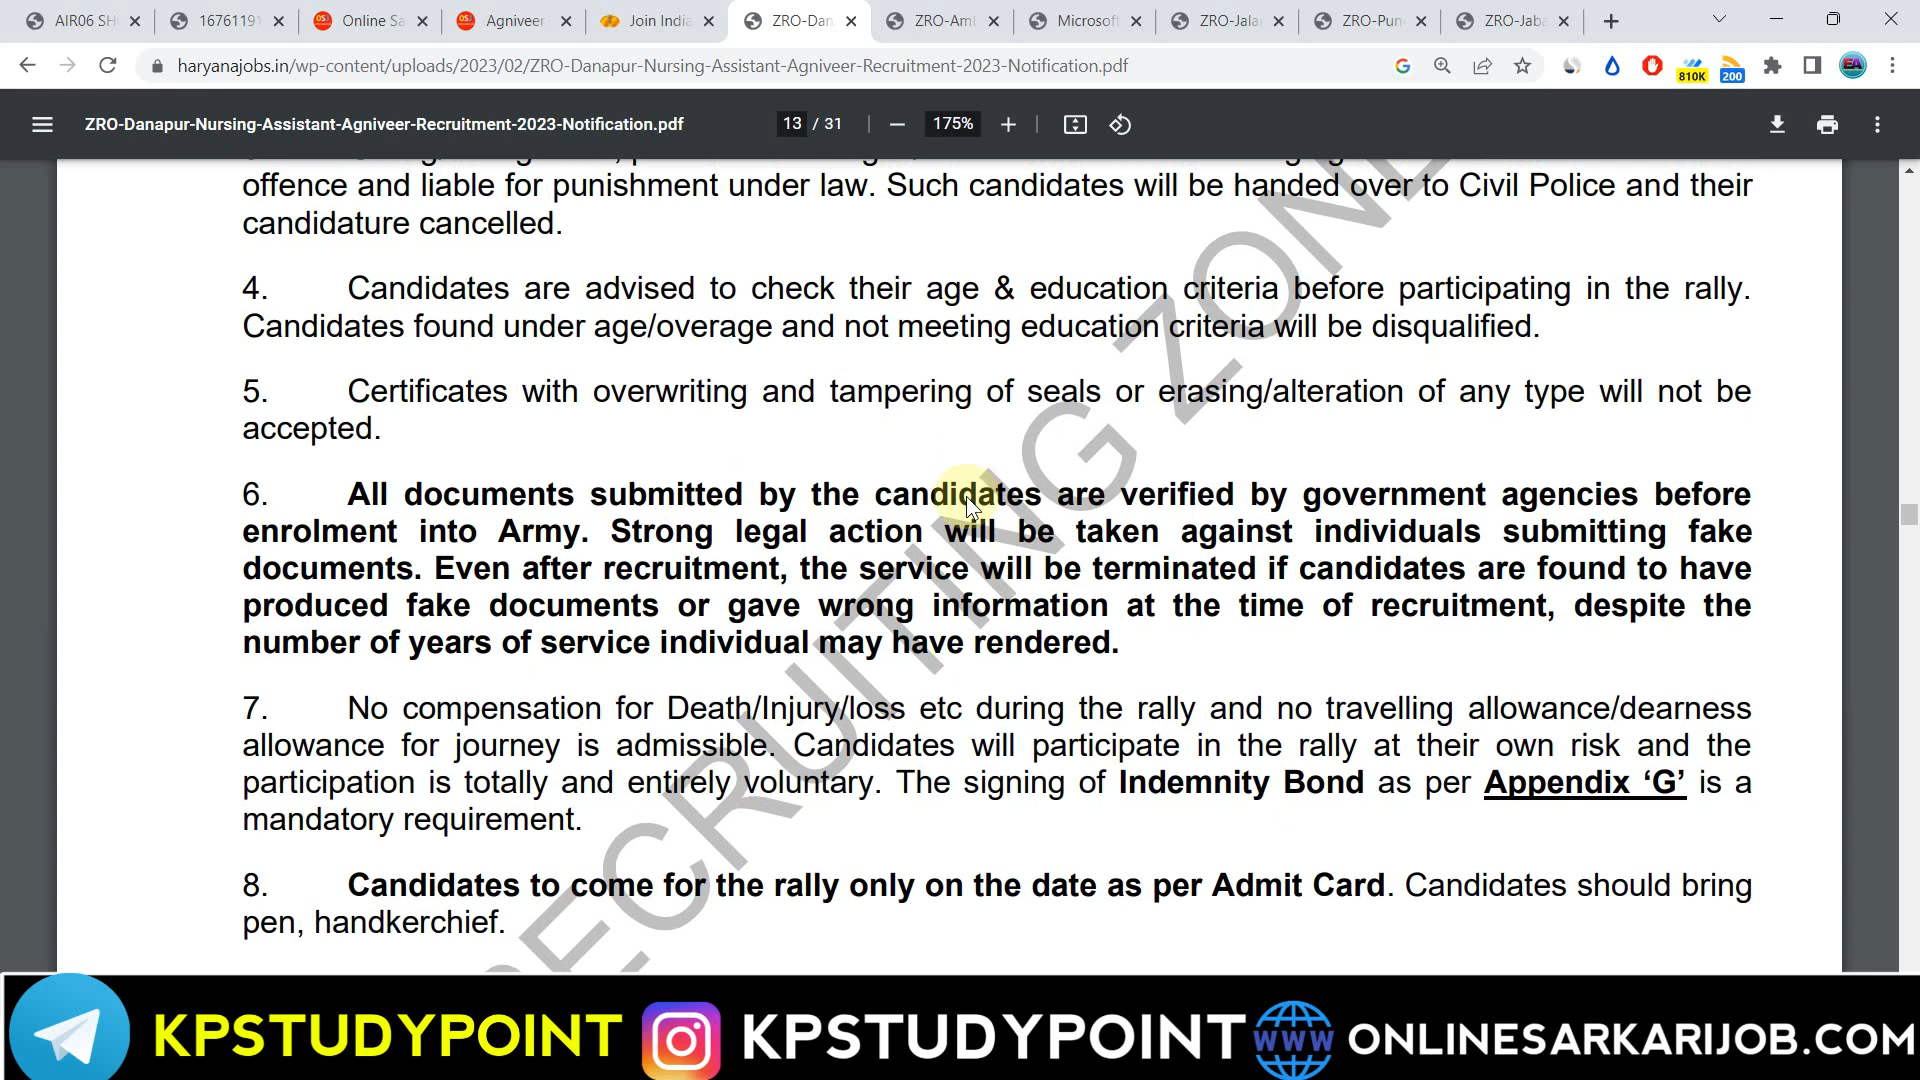 AIR06 SH
16761191
Online Sa
Agniveer
Join India
ZRO-Dan
ZRO-Am
Microsoft
ZRO-Jala
ZRO-Pun
ZRO-Jaba
haryanajobs.in/wp-content/uploads/2023/02/ZRO-Danapur-Nursing-Assistant-Agniveer-Recruitment-2023-Notification.pdf
810K
200
ZRO-Danapur-Nursing-Assistant-Agniveer-Recruitment-2023-Notification.pdf
13 / 31
175%
offence and liable for punishment under law. Such candidates will be handed over to Civil Police and their
candidature cancelled.
4. Candidates are advised to check their age & education criteria before participating in the rally.
Candidates found under age/overage and not meeting education criteria will be disqualified.
5. Certificates with overwriting and tampering of seals or erasing/alteration of any type will not be
accepted.
6. All documents submitted by the candidates are verified by government agencies before
enrolment into Army. Strong legal action will be taken against individuals submitting fake
documents. Even after recruitment, the service will be terminated if candidates are found to have
produced fake documents or gave wrong information at the time of recruitment, despite the
number of years of service individual may have rendered.
7. No compensation for Death/Injury/loss etc during the rally and no travelling allowance/dearness
allowance for journey is admissible. Candidates will participate in the rally at their own risk and the
participation is totally and entirely voluntary. The signing of Indemnity Bond as per Appendix ‘G’ is a
mandatory requirement.
8. Candidates to come for the rally only on the date as per Admit Card. Candidates should bring
pen, handkerchief.
RECRUITING ZONE
KPSTUDYPOINT
KPSTUDYPOINT
WWW
ONLINESARKARIJOB.COM